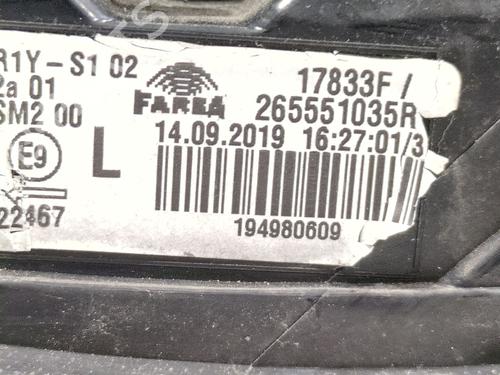 R1Y-S1 02
2a 01
SM2 00
E9
L
22467
FARBA
17833F/
265551035R
14.09.2019 16:27:01/3
194980609